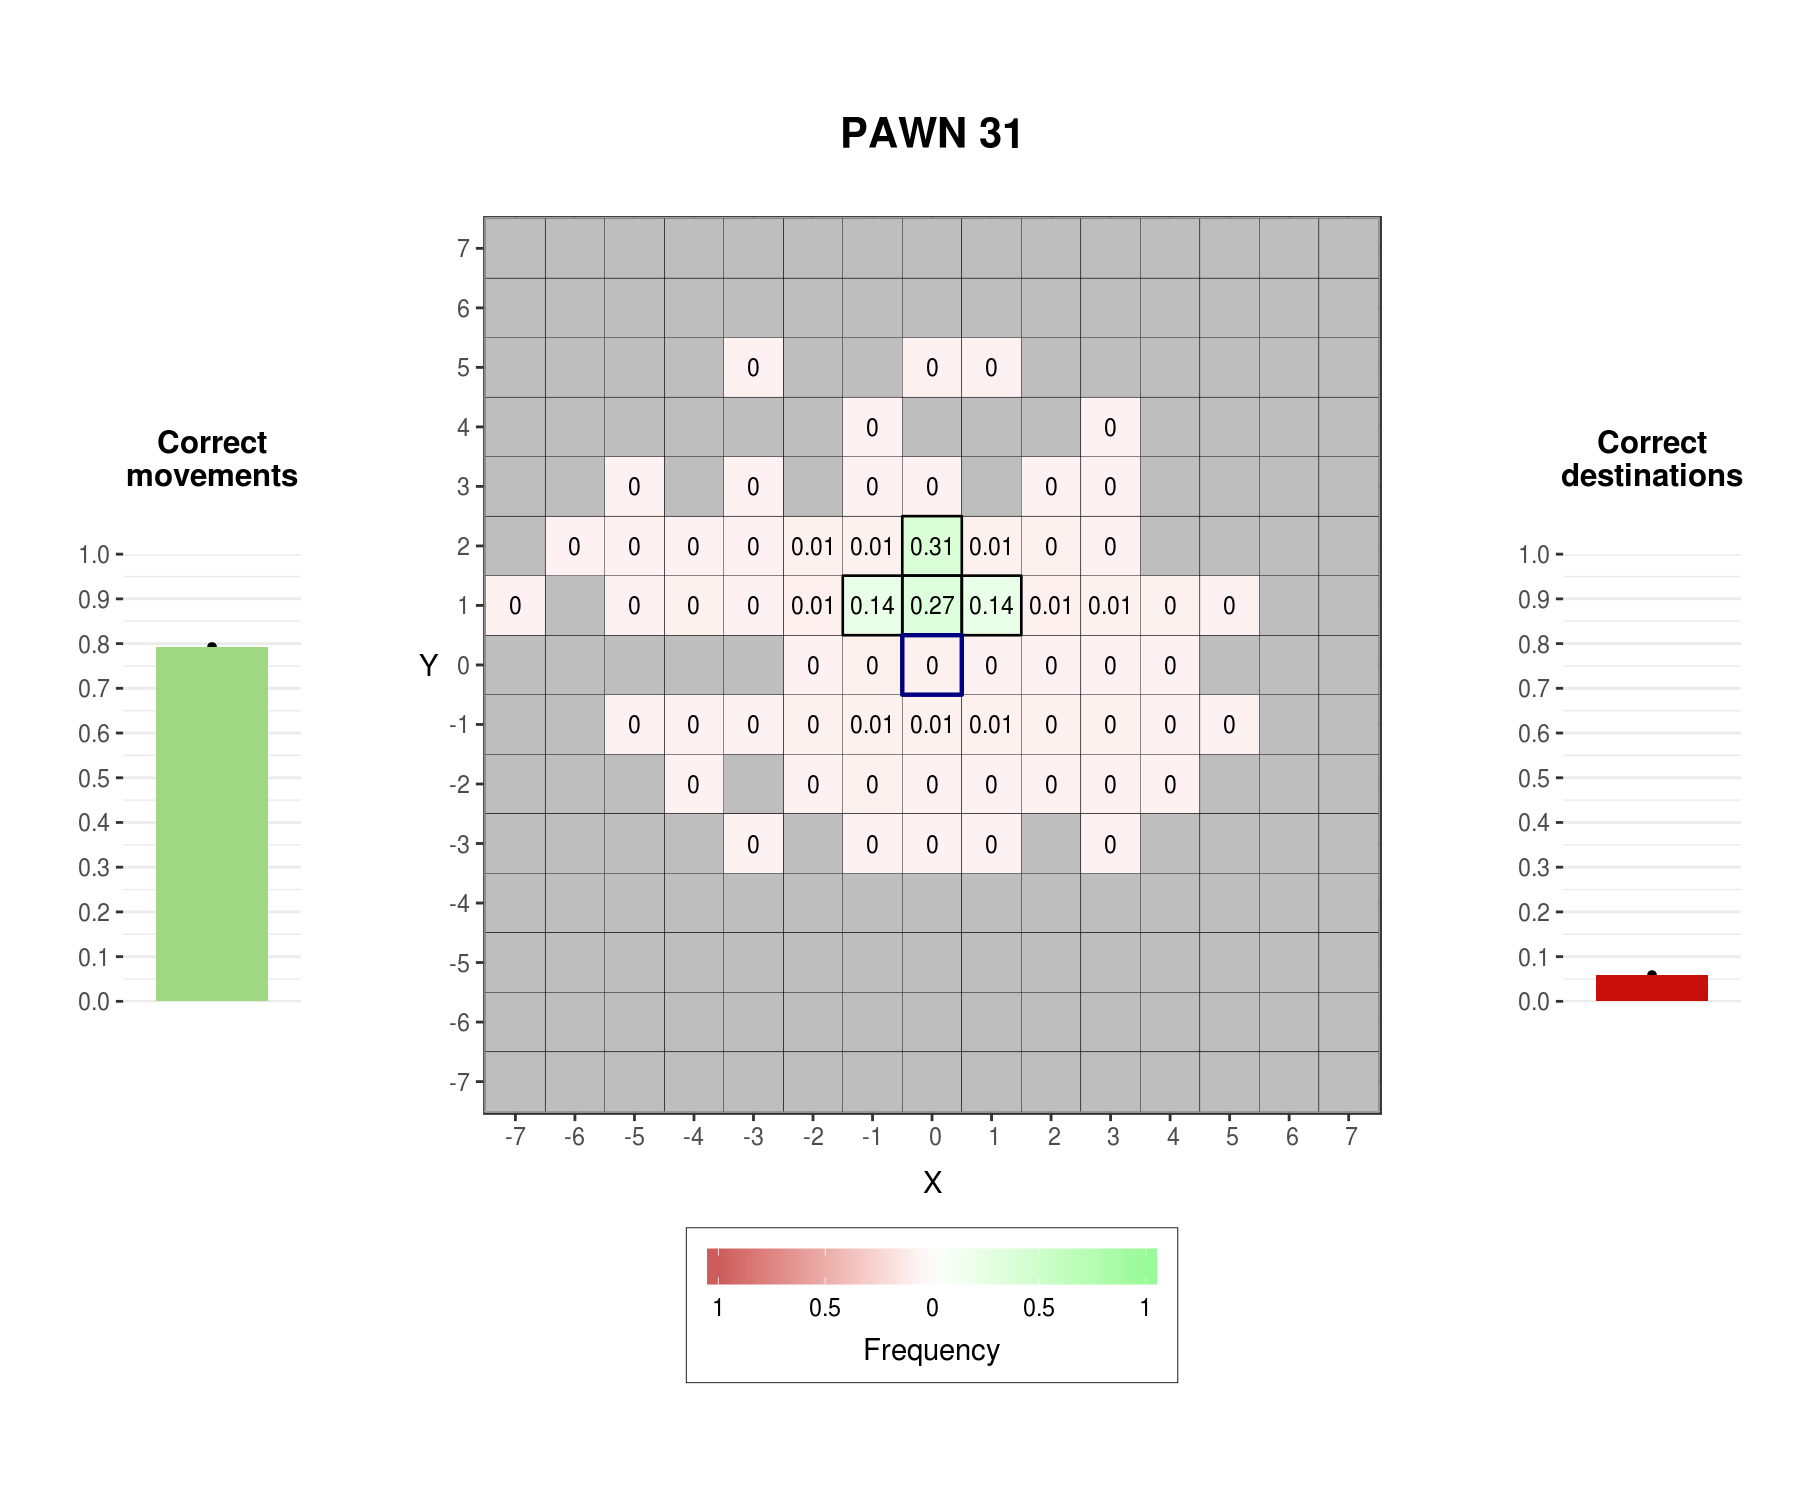 PAWN 31
Correct
movements
1.0
0.9
0.8
0.7
0.6
0.5
0.4
0.3
0.2
0.1
0.0
Y
7
6
5 0 0 0
4 0 0
3 0 0 0 0 0 0
2 0 0 0 0 0.01 0.01 0.31 0.01 0 0
1 0 0 0 0 0.01 0.14 0.27 0.14 0.01 0.01 0 0
0 0 0 0 0 0 0 0
-1 0 0 0 0 0.01 0.01 0.01 0 0 0 0
-2 0 0 0 0 0 0 0 0
-3 0 0 0 0 0
-4
-5
-6
-7
-7 -6 -5 -4 -3 -2 -1 0 1 2 3 4 5 6 7
X
1 0.5 0 0.5 1
Frequency
Correct
destinations
1.0
0.9
0.8
0.7
0.6
0.5
0.4
0.3
0.2
0.1
0.0